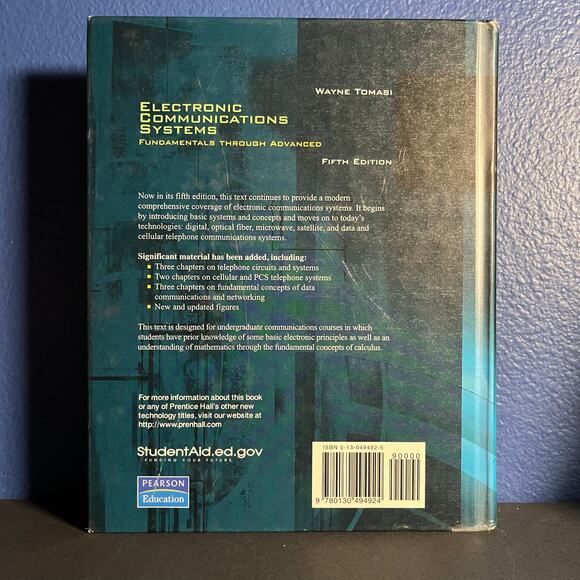 WAYNE TOMASI
ELECTRONIC
COMMUNICATIONS
SYSTEMS
FUNDAMENTALS THROUGH ADVANCED
FIFTH EDITION
Now in its fifth edition, this text continues to provide a modern
comprehensive coverage of electronic communications systems. It begins
by introducing basic systems and concepts and moves on to today's
technologies: digital, optical fiber, microwave, satellite, and data and
cellular telephone communications systems.
Significant material has been added, including:
• Three chapters on telephone circuits and systems
• Two chapters on cellular and PCS telephone systems
• Three chapters on fundamental concepts of data
communications and networking
• New and updated figures
This text is designed for undergraduate communications courses in which
students have prior knowledge of some basic electronic principles as well as an
understanding of mathematics through the fundamental concepts of calculus.
For more information about this book
or any of Prentice Hall's other new
technology titles, visit our website at
http://www.prenhall.com
StudentAid.ed.gov
FUNDING YOUR FUTURE.
PEARSON
Education
ISBN 0-13-049492-5
90000
9 780130 494924